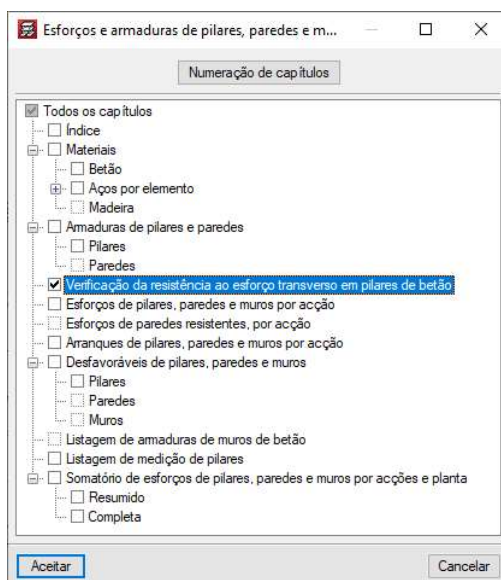 Esforços e armaduras de pilares, paredes e m...
Numeração de capítulos
Todos os capítulos
Índice
Materiais
Betão
Aços por elemento
Madeira
Armaduras de pilares e paredes
Pilares
Paredes
Verificação da resistência ao esforço transverso em pilares de betão
Esforços de pilares, paredes e muros por acção
Esforços de paredes resistentes, por acção
Arranques de pilares, paredes e muros por acção
Desfavoráveis de pilares, paredes e muros
Pilares
Paredes
Muros
Listagem de armaduras de muros de betão
Listagem de medição de pilares
Somatório de esforços de pilares, paredes e muros por acções e planta
Resumido
Completa
Aceitar
Cancelar